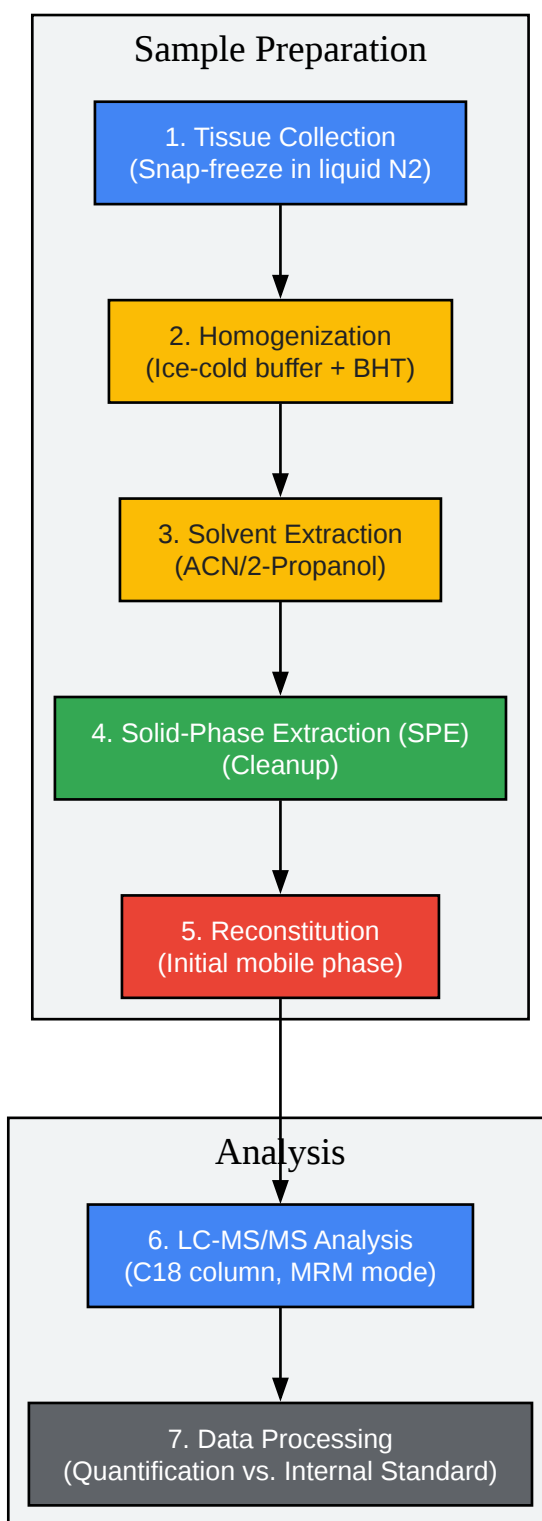 Sample Preparation
1. Tissue Collection
(Snap-freeze in liquid N2)
2. Homogenization
(Ice-cold buffer + BHT)
3. Solvent Extraction
(ACN/2-Propanol)
4. Solid-Phase Extraction (SPE)
(Cleanup)
5. Reconstitution
(Initial mobile phase)
Analysis
6. LC-MS/MS Analysis
(C18 column, MRM mode)
7. Data Processing
(Quantification vs. Internal Standard)